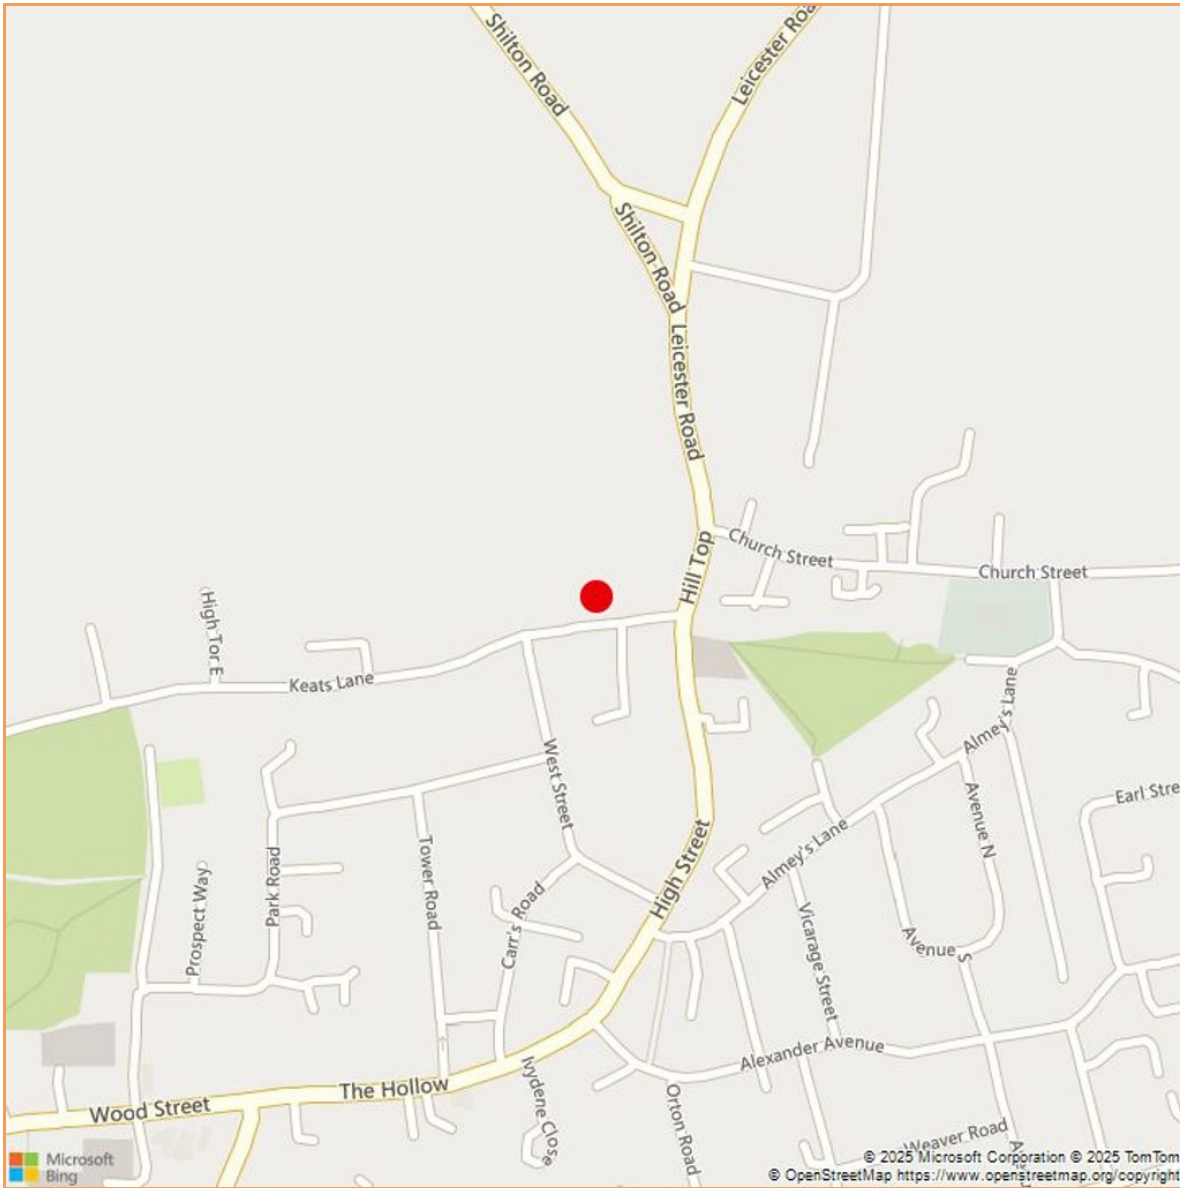 Shilton Road
Leicester Roa
Shilton Road
Leicester Road
Hill Top
Church Street
Church Street
High Tor E
Keats Lane
Almey's Lane
Almey's Lane
West Street
Avenue N
Earl Stre
Tower Road
Park Road
Prospect Way
High Street
Carr's Road
Vicarage Street
Avenue S
Alexander Avenue
Ivydene Close
The Hollow
Wood Street
Orton Road
Weaver Road
Microsoft
Bing
© 2025 Microsoft Corporation © 2025 TomTom
© OpenStreetMap https://www.openstreetmap.org/copyright